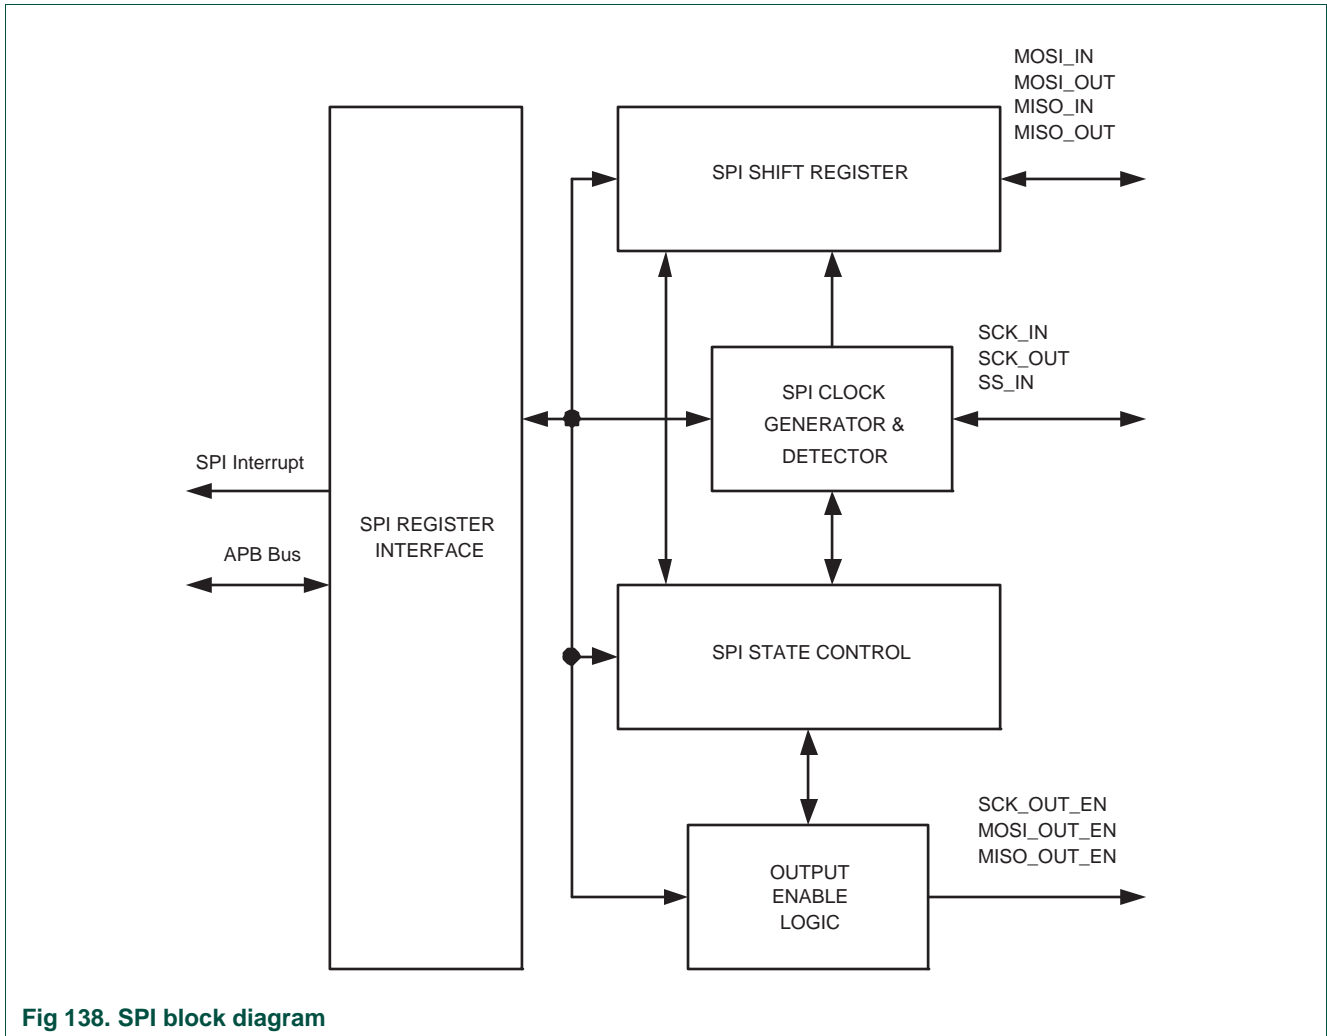 MOSI_IN
MOSI_OUT
MISO_IN
MISO_OUT
SPI SHIFT REGISTER
SCK_IN
SCK_OUT
SS_IN
SPI CLOCK
GENERATOR &
DETECTOR
SPI Interrupt
APB Bus
SPI REGISTER
INTERFACE
SPI STATE CONTROL
SCK_OUT_EN
MOSI_OUT_EN
MISO_OUT_EN
OUTPUT
ENABLE
LOGIC
Fig 138. SPI block diagram